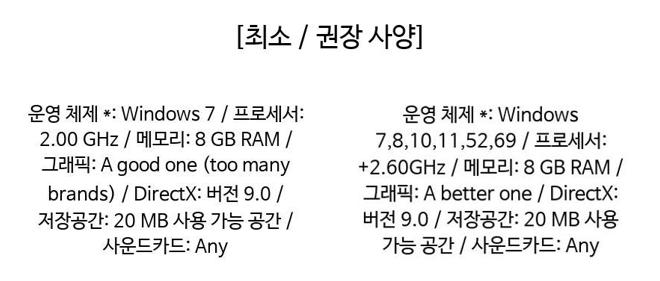 [최소 / 권장 사양]
운영 체제 *: Windows 7 / 프로세서:
2.00 GHz / 메모리: 8 GB RAM /
그래픽: A good one (too many
brands) / DirectX: 버전 9.0 /
저장공간: 20 MB 사용 가능 공간 /
사운드카드: Any
운영 체제 *: Windows
7,8,10,11,52,69 / 프로세서:
+2.60GHz / 메모리: 8 GB RAM /
그래픽: A better one / DirectX:
버전 9.0 / 저장공간: 20 MB 사용
가능 공간 / 사운드카드: Any